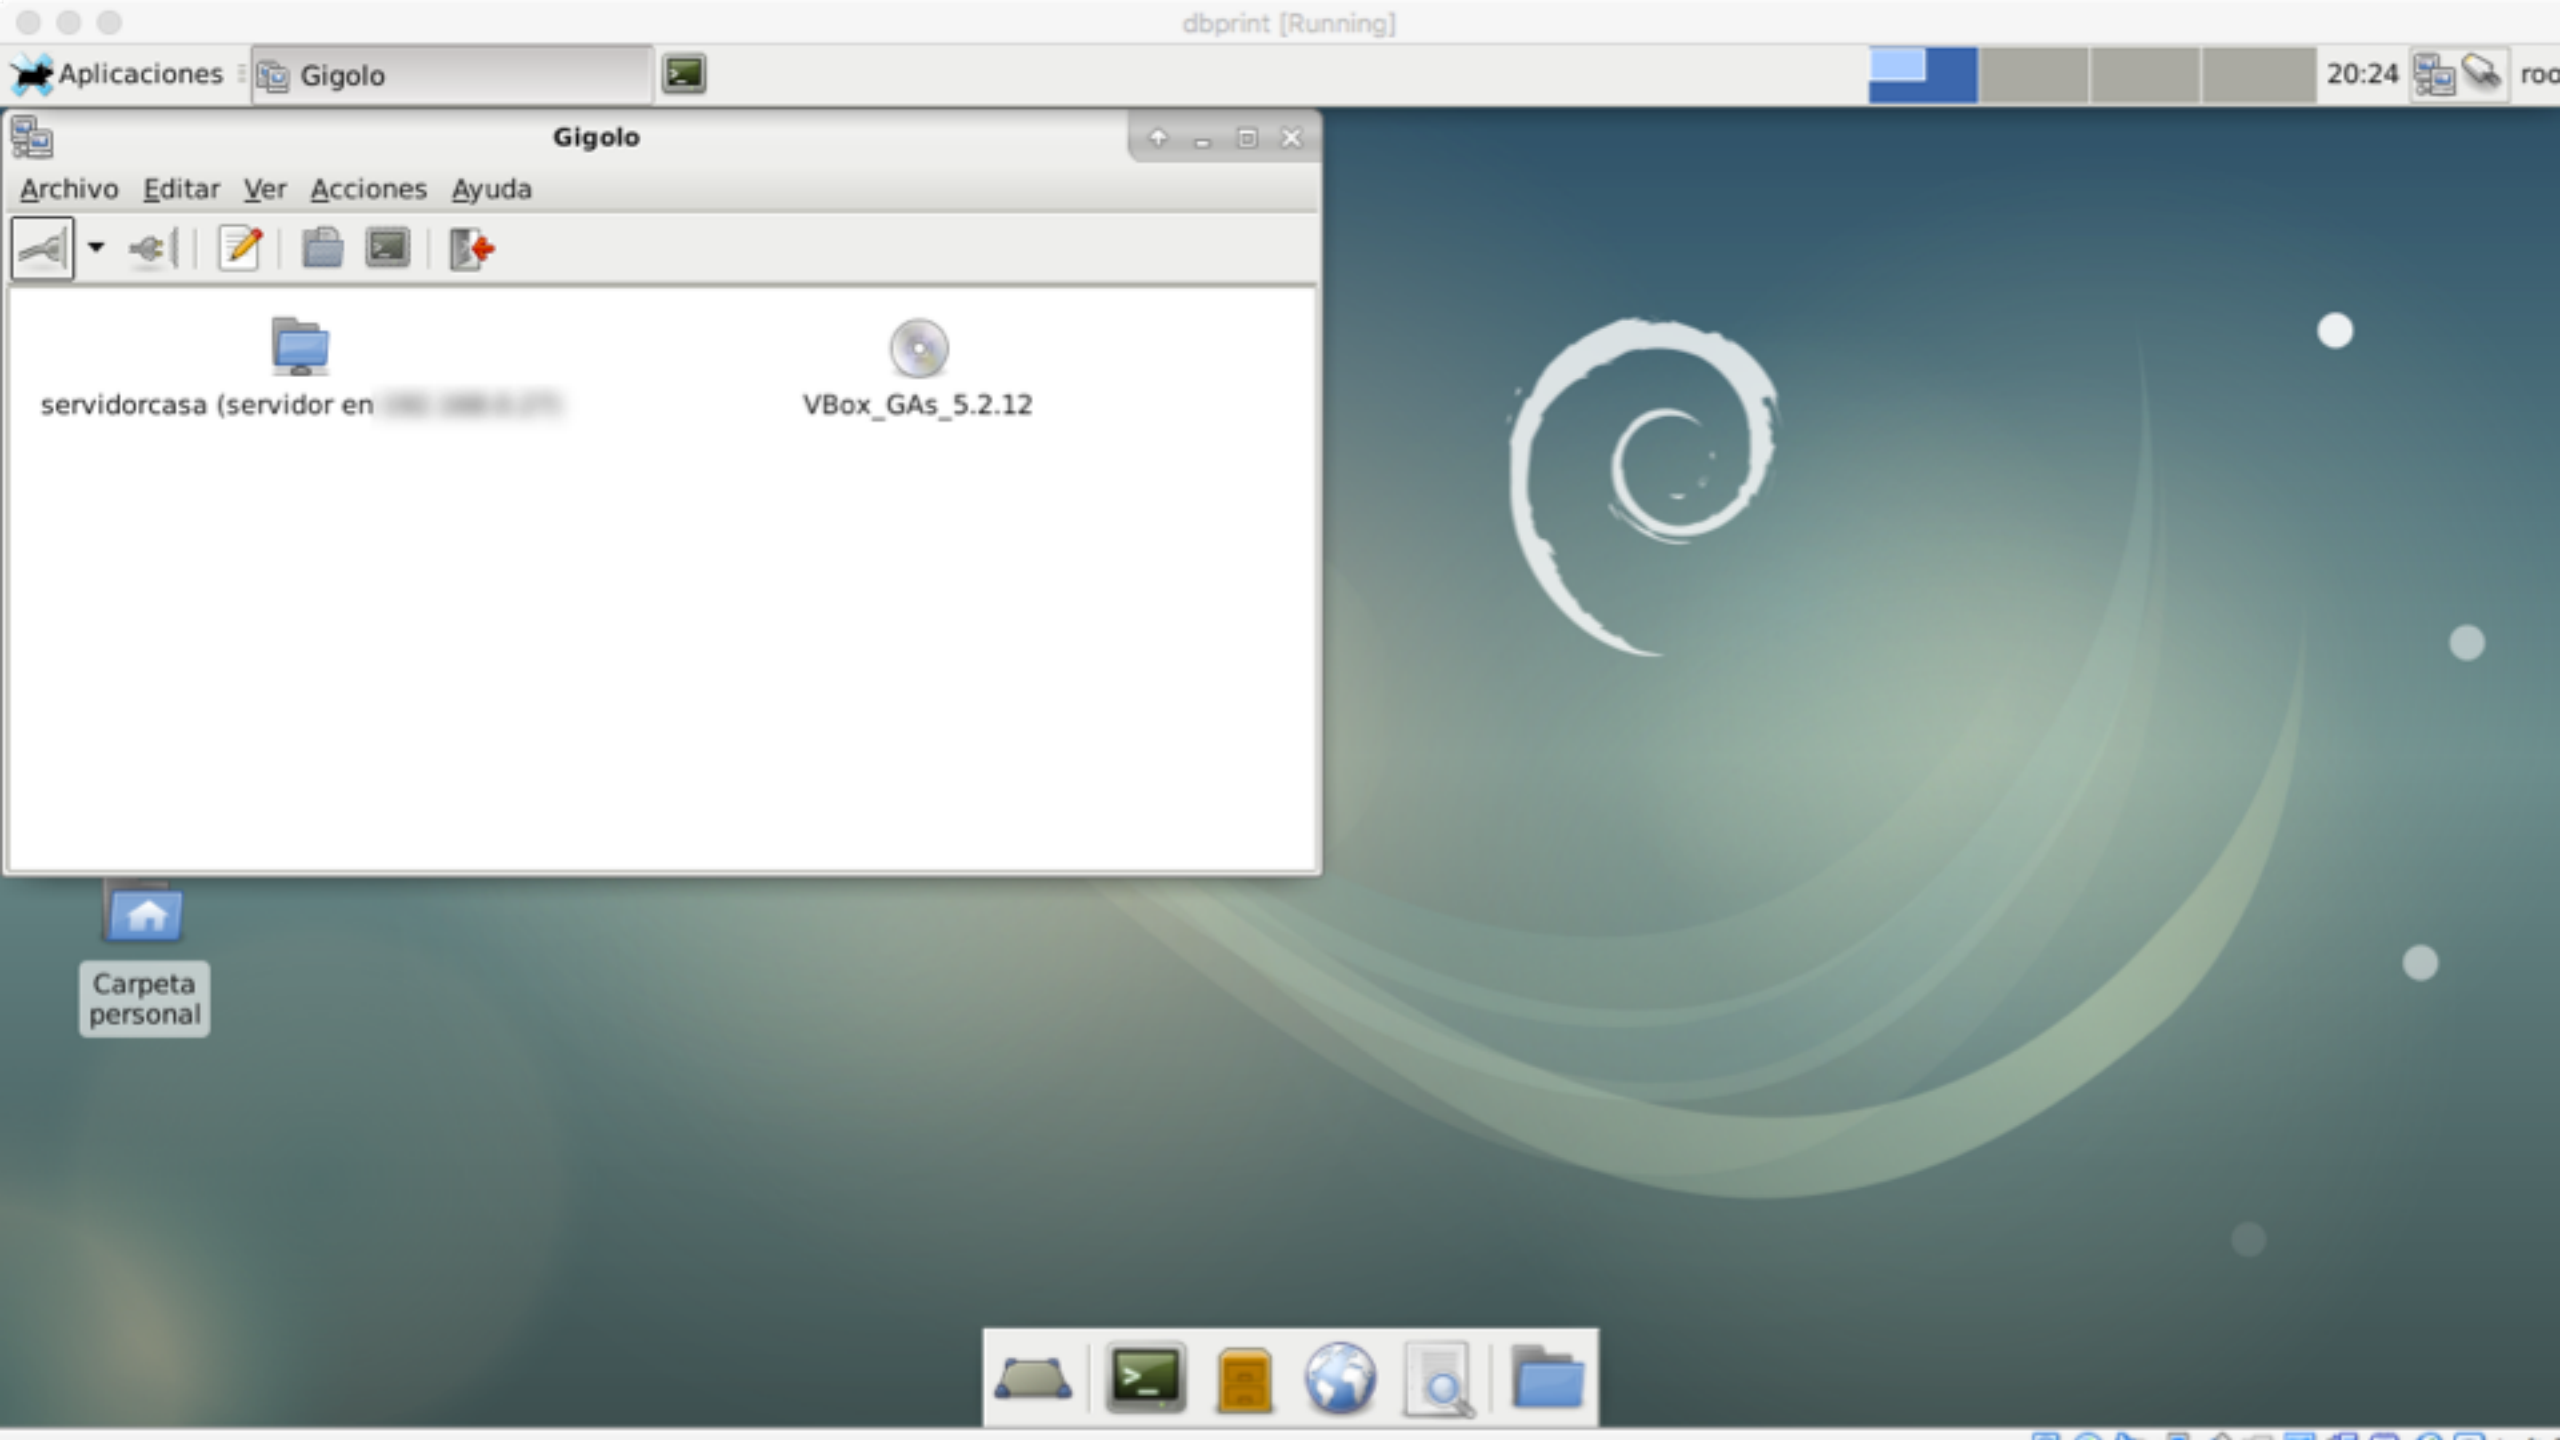 dbprint [Running]
Aplicaciones Gigolo 20:24
Gigolo
Archivo Editar Ver Acciones Ayuda
servidorcasa (servidor en
VBox_GAs_5.2.12
Carpeta
personal